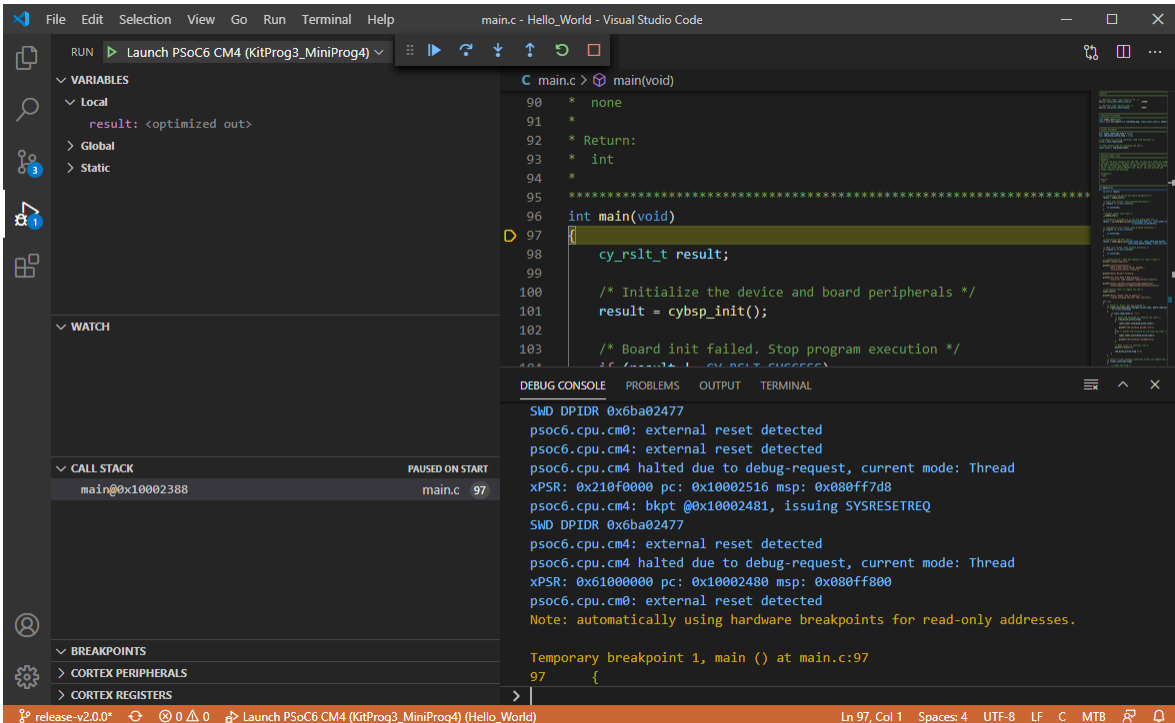 File Edit Selection View Go Run Terminal Help main.c - Hello_World - Visual Studio Code
RUN Launch PSoC6 CM4 (KitProg3_MiniProg4)
VARIABLES
Local
result: <optimized out>
Global
Static
3
1
WATCH
CALL STACK PAUSED ON START
main@0x10002388 main.c 97
BREAKPOINTS
CORTEX PERIPHERALS
CORTEX REGISTERS
C main.c > main(void)
90 * none
91 *
92 * Return:
93 * int
94 *
95 ********************************************************************
96 int main(void)
97 {
98 cy_rslt_t result;
99
100 /* Initialize the device and board peripherals */
101 result = cybsp_init();
102
103 /* Board init failed. Stop program execution */
104 if (result != CY_RSLT_SUCCESS)
DEBUG CONSOLE PROBLEMS OUTPUT TERMINAL
SWD DPIDR 0x6ba02477
psoc6.cpu.cm0: external reset detected
psoc6.cpu.cm4: external reset detected
psoc6.cpu.cm4 halted due to debug-request, current mode: Thread
xPSR: 0x210f0000 pc: 0x10002516 msp: 0x080ff7d8
psoc6.cpu.cm4: bkpt @0x10002481, issuing SYSRESETREQ
SWD DPIDR 0x6ba02477
psoc6.cpu.cm4: external reset detected
psoc6.cpu.cm4 halted due to debug-request, current mode: Thread
xPSR: 0x61000000 pc: 0x10002480 msp: 0x080ff800
psoc6.cpu.cm0: external reset detected
Note: automatically using hardware breakpoints for read-only addresses.
Temporary breakpoint 1, main () at main.c:97
97 {
>
release-v2.0.0* 0 0 Launch PSoC6 CM4 (KitProg3_MiniProg4) (Hello_World) Ln 97, Col 1 Spaces: 4 UTF-8 LF C MTB